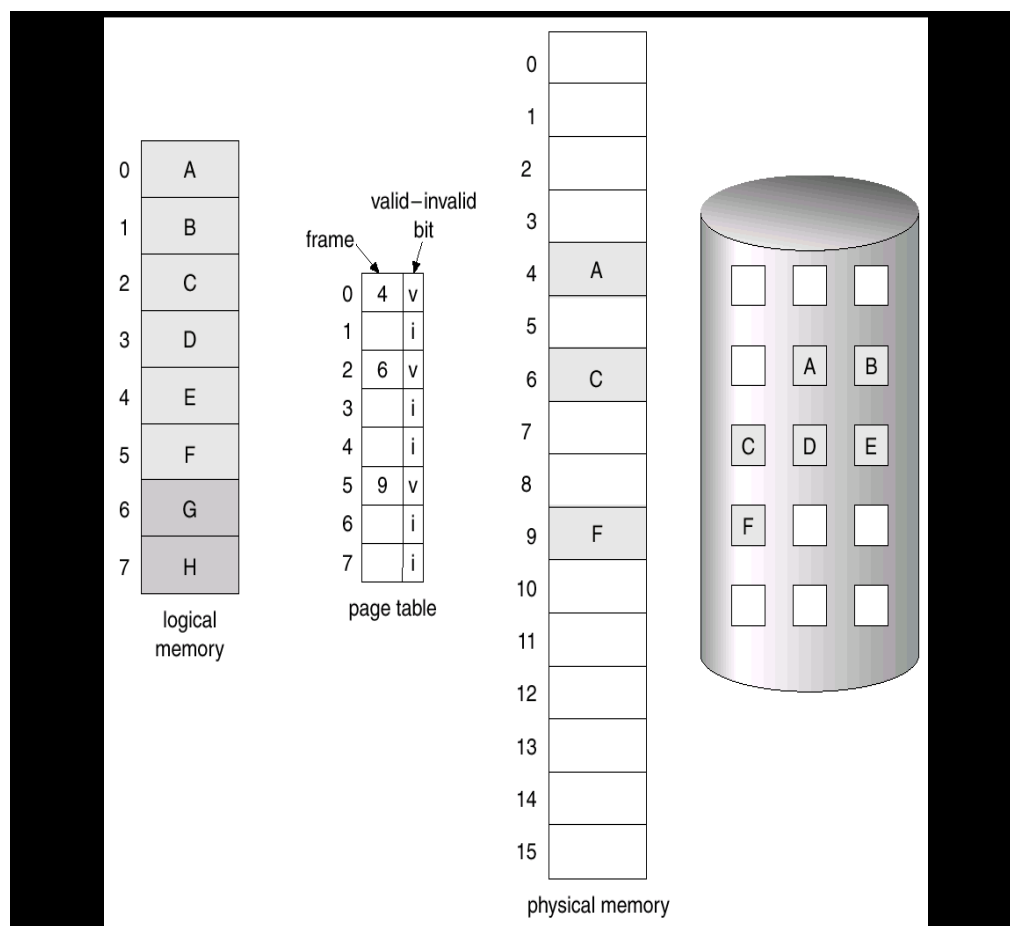 0 A
1 B
2 C
3 D
4 E
5 F
6 G
7 H
logical
memory
valid–invalid
bit
frame
0 4 v
1 i
2 6 v
3 i
4 i
5 9 v
6 i
7 i
page table
0
1
2
3
4 A
5
6 C
7
8
9 F
10
11
12
13
14
15
physical memory
A B
C D E
F